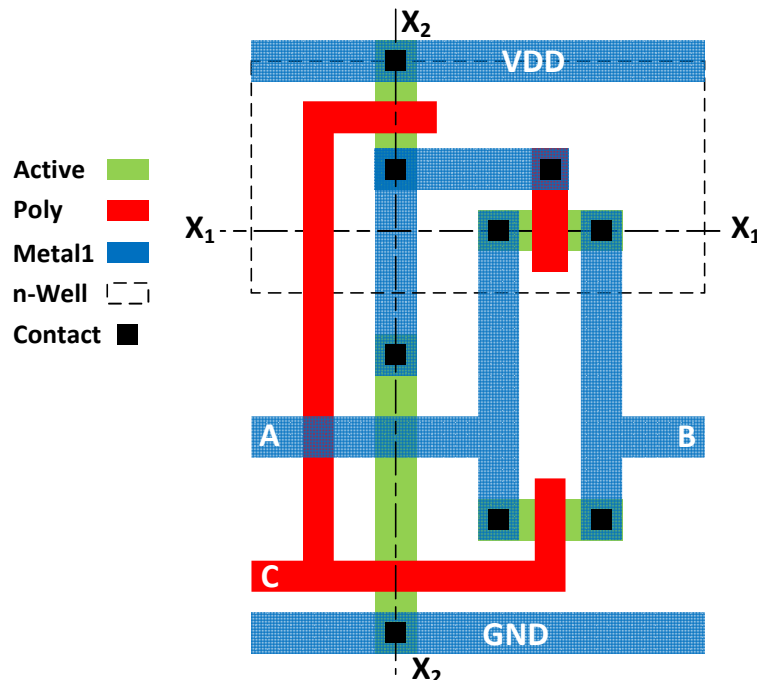 X₂
VDD
Active
Poly
Metal1
n-Well
Contact
X₁
X₁
A
B
C
GND
X₂